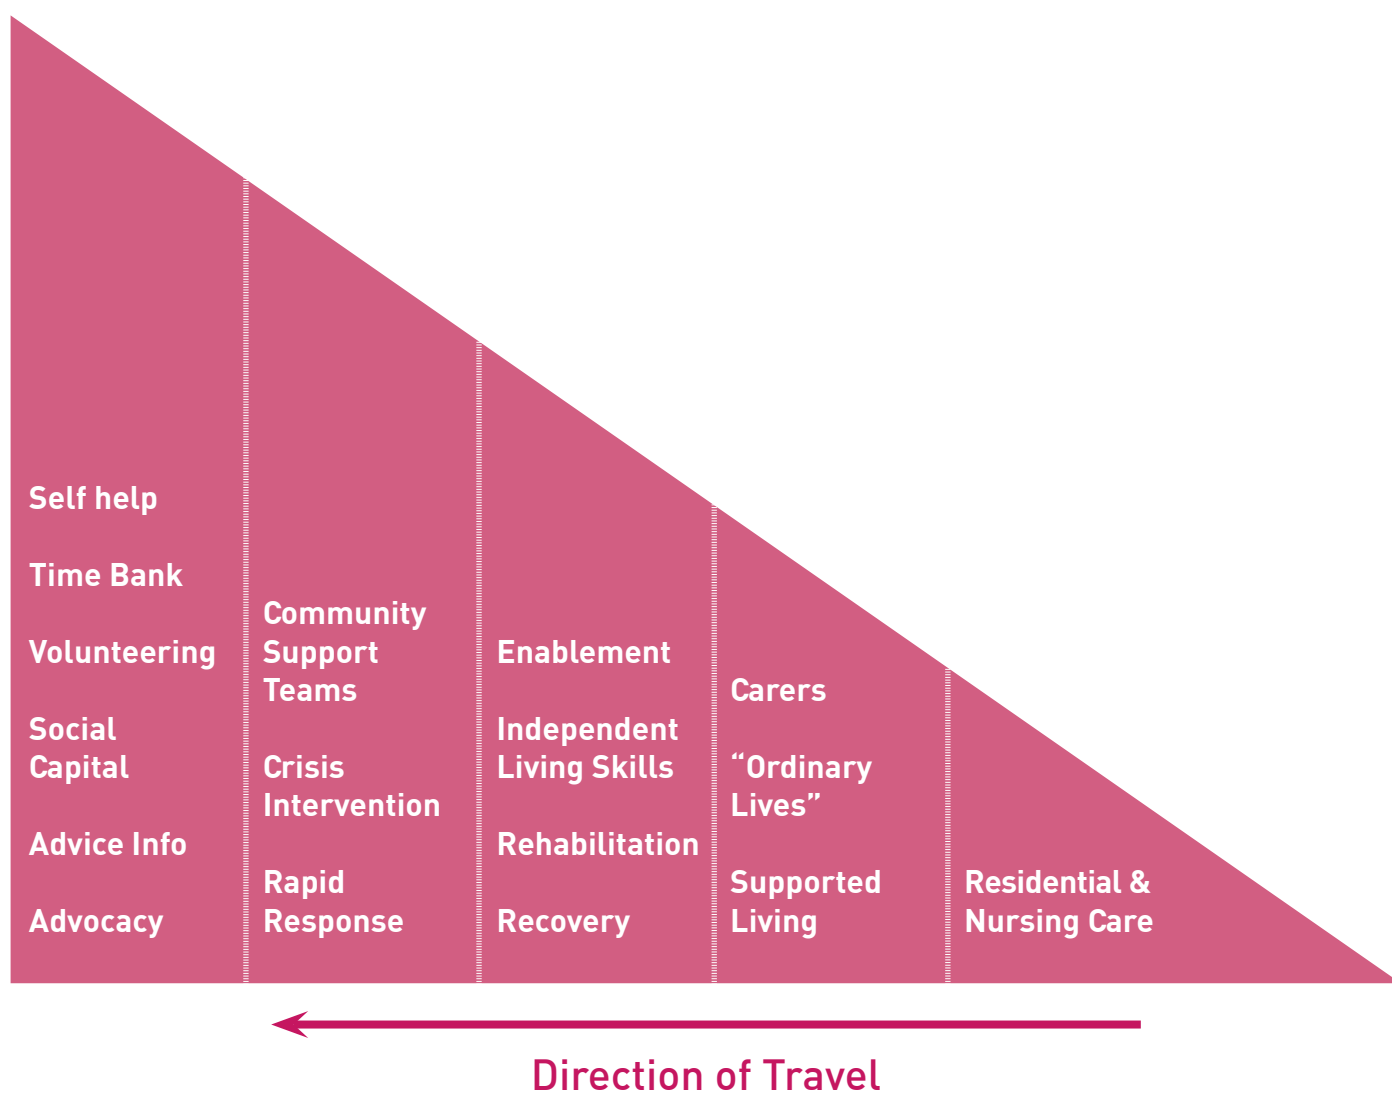 Self help
Time Bank
Volunteering
Social
Capital
Advice Info
Advocacy
Community
Support
Teams
Crisis
Intervention
Rapid
Response
Enablement
Independent
Living Skills
Rehabilitation
Recovery
Carers
“Ordinary
Lives”
Supported
Living
Residential &
Nursing Care
Direction of Travel